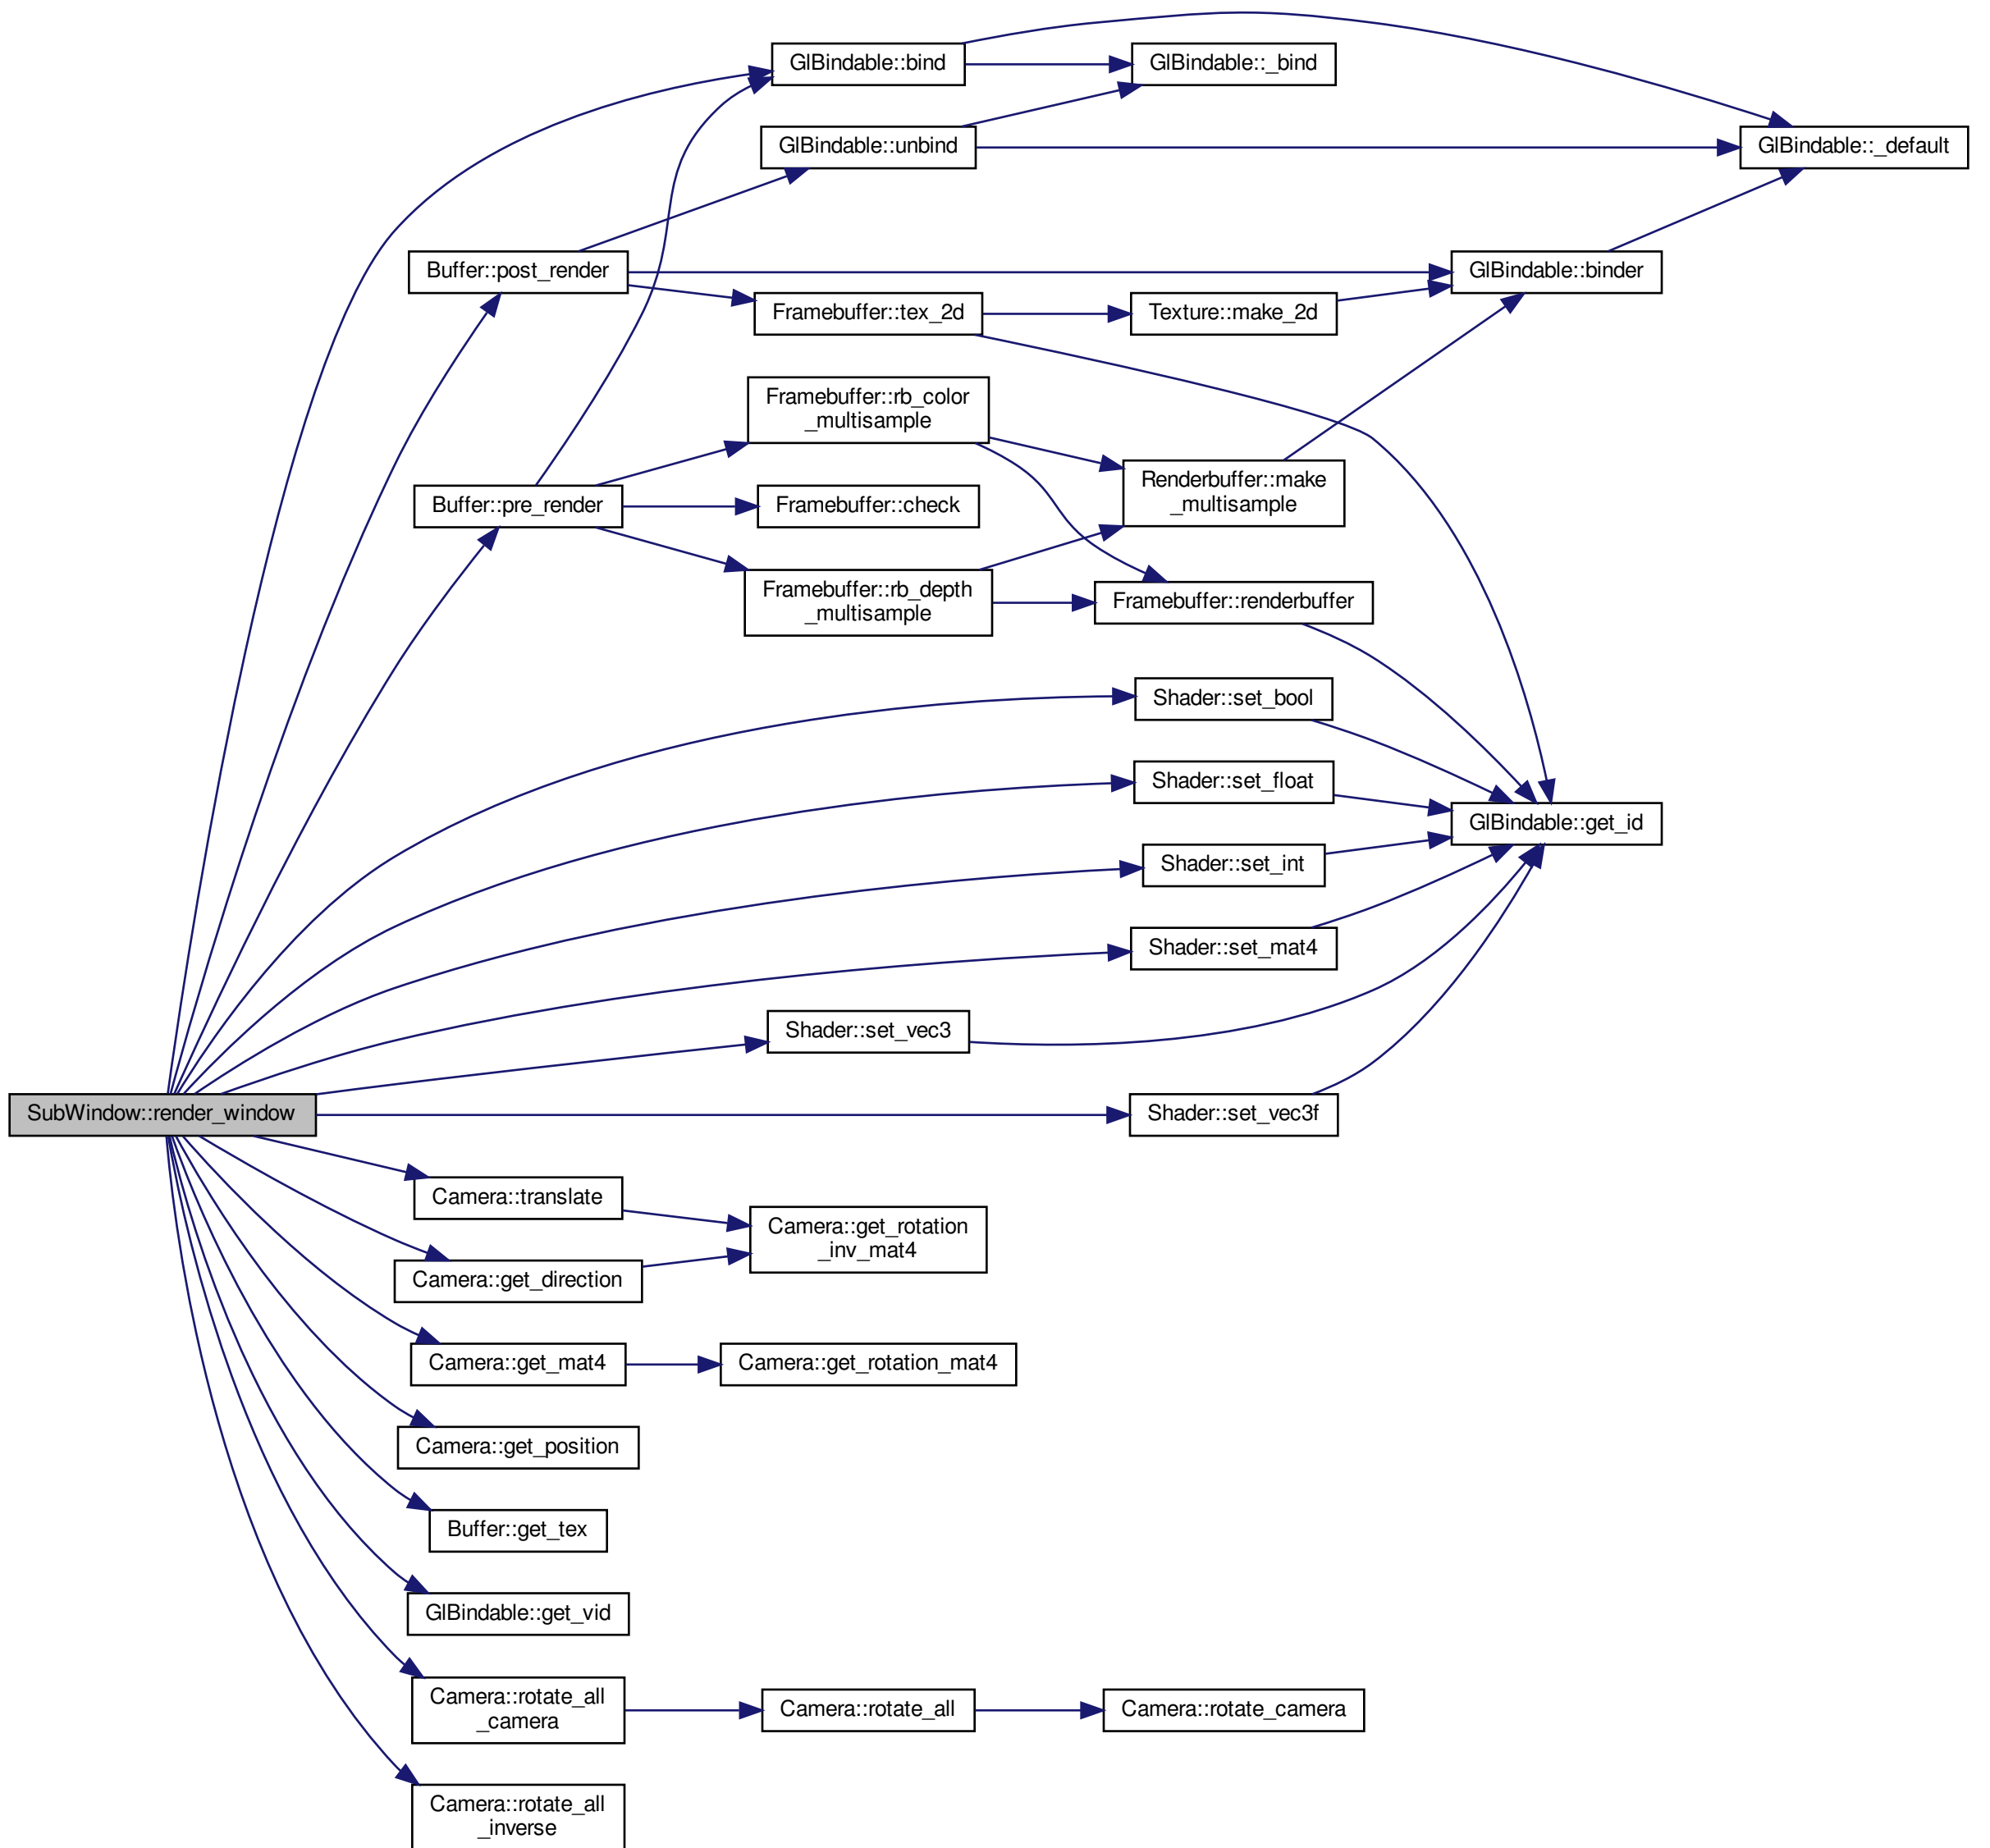 GlBindable::bind
GlBindable::_bind
GlBindable::unbind
GlBindable::_default
Buffer::post_render
GlBindable::binder
Framebuffer::tex_2d
Texture::make_2d
Framebuffer::rb_color
_multisample
Renderbuffer::make
_multisample
Buffer::pre_render
Framebuffer::check
Framebuffer::rb_depth
_multisample
Framebuffer::renderbuffer
Shader::set_bool
Shader::set_float
GlBindable::get_id
Shader::set_int
Shader::set_mat4
Shader::set_vec3
SubWindow::render_window
Shader::set_vec3f
Camera::translate
Camera::get_rotation
_inv_mat4
Camera::get_direction
Camera::get_mat4
Camera::get_rotation_mat4
Camera::get_position
Buffer::get_tex
GlBindable::get_vid
Camera::rotate_all
_camera
Camera::rotate_all
Camera::rotate_camera
Camera::rotate_all
_inverse